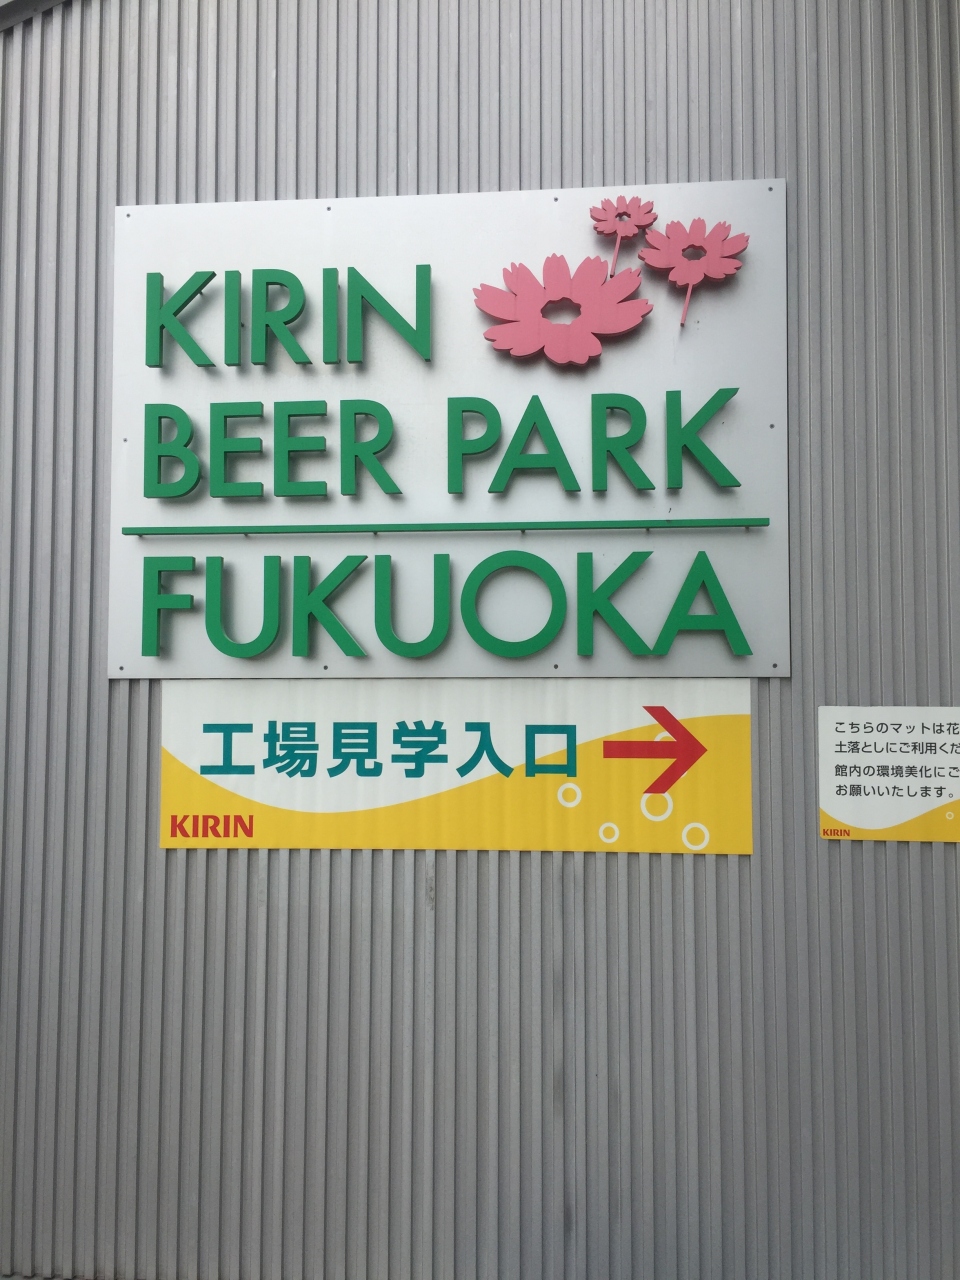 KIRIN
BEER PARK
FUKUOKA
工場見学入口
KIRIN
こちらのマットは花
土落としにご利用くだ
館内の環境美化にご
お願いいたします。
KIRIN